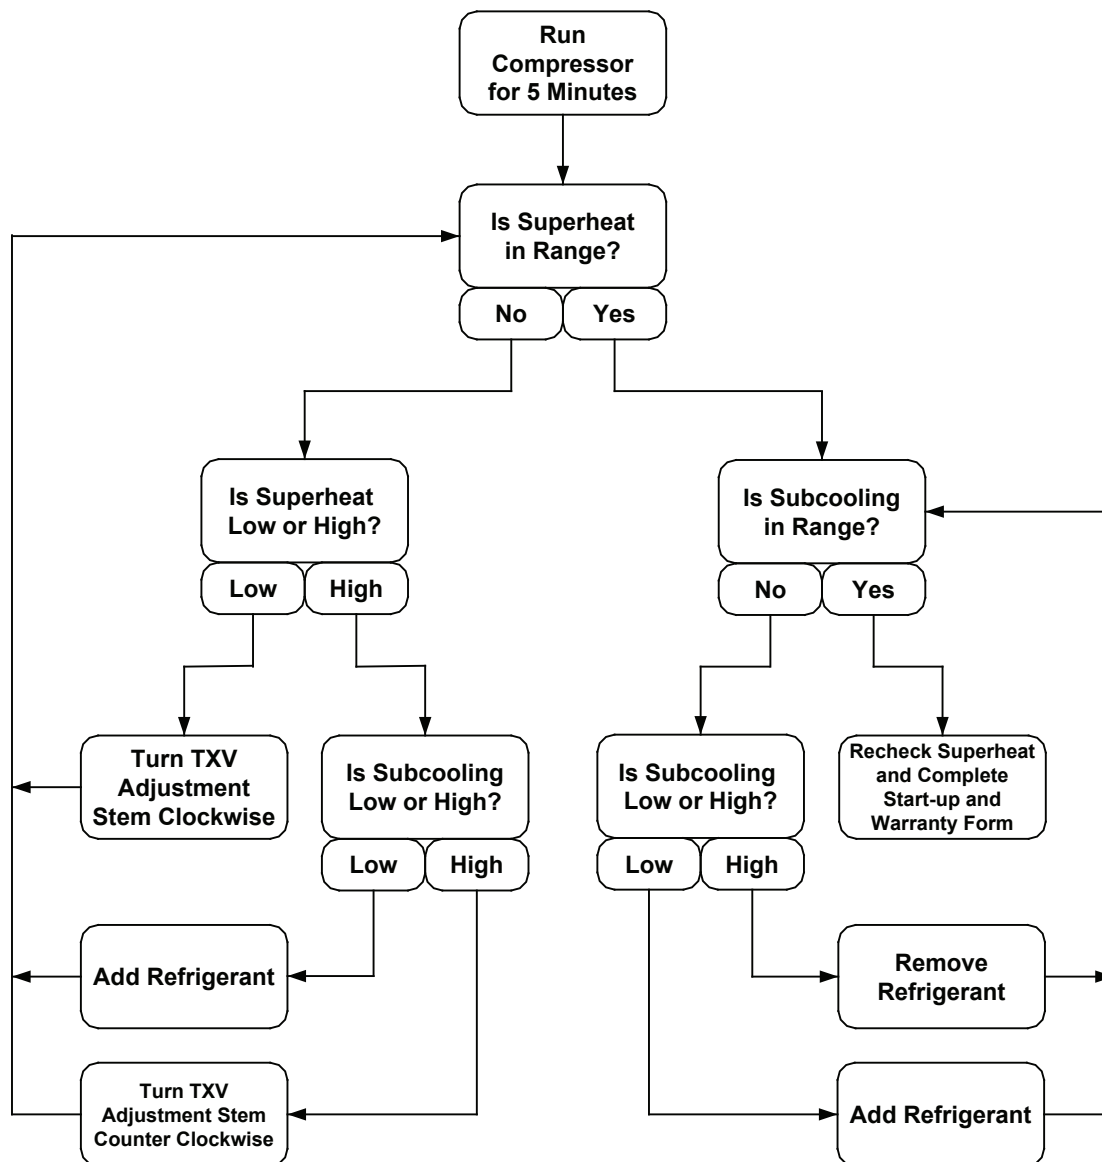 Run
Compressor
for 5 Minutes
Is Superheat
in Range?
No
Yes
Is Superheat
Low or High?
Low
High
Is Subcooling
in Range?
No
Yes
Turn TXV
Adjustment
Stem Clockwise
Is Subcooling
Low or High?
Low
High
Is Subcooling
Low or High?
Low
High
Recheck Superheat
and Complete
Start-up and
Warranty Form
Add Refrigerant
Remove
Refrigerant
Turn TXV
Adjustment Stem
Counter Clockwise
Add Refrigerant